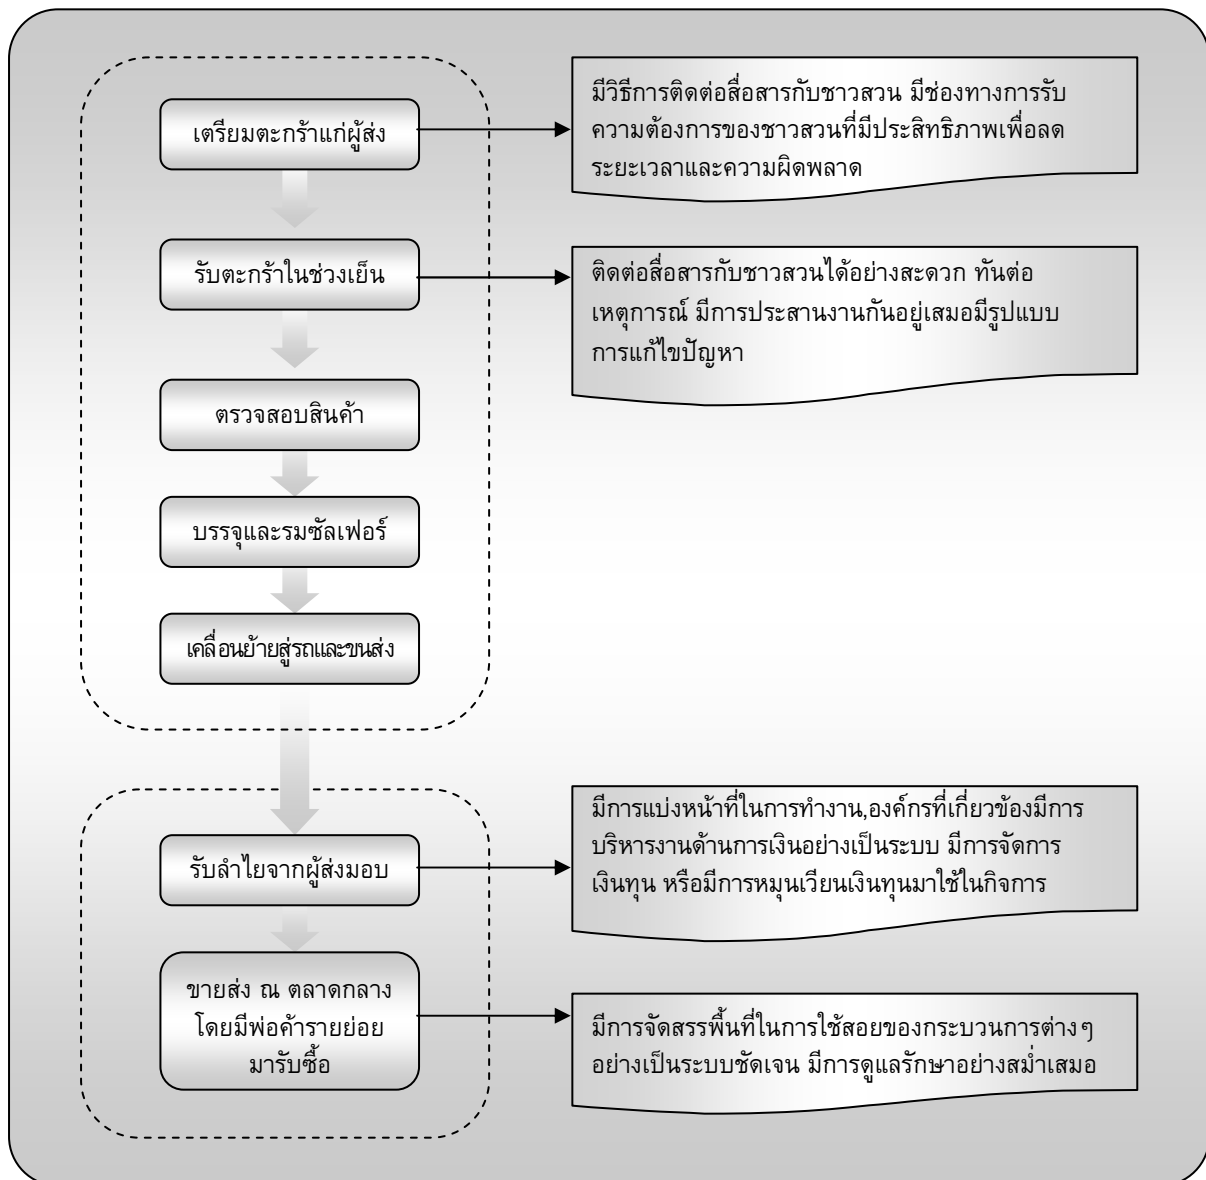 เตรียมตะกร้าแก่ผู้ส่ง
มีวิธีการติดต่อสื่อสารกับชาวสวน มีช่องทางการรับ
ความต้องการของชาวสวนที่มีประสิทธิภาพเพื่อลด
ระยะเวลาและความผิดพลาด
รับตะกร้าในช่วงเย็น
ติดต่อสื่อสารกับชาวสวนได้อย่างสะดวก ทันต่อ
เหตุการณ์ มีการประสานงานกันอยู่เสมอมีรูปแบบ
การแก้ไขปัญหา
ตรวจสอบสินค้า
บรรจุและรมซัลเฟอร์
เคลื่อนย้ายสู่รถและขนส่ง
รับลำไยจากผู้ส่งมอบ
มีการแบ่งหน้าที่ในการทำงาน,องค์กรที่เกี่ยวข้องมีการ
บริหารงานด้านการเงินอย่างเป็นระบบ มีการจัดการ
เงินทุน หรือมีการหมุนเวียนเงินทุนมาใช้ในกิจการ
ขายส่ง ณ ตลาดกลาง
โดยมีพ่อค้ารายย่อย
มารับซื้อ
มีการจัดสรรพื้นที่ในการใช้สอยของกระบวนการต่างๆ
อย่างเป็นระบบชัดเจน มีการดูแลรักษาอย่างสม่ำเสมอ